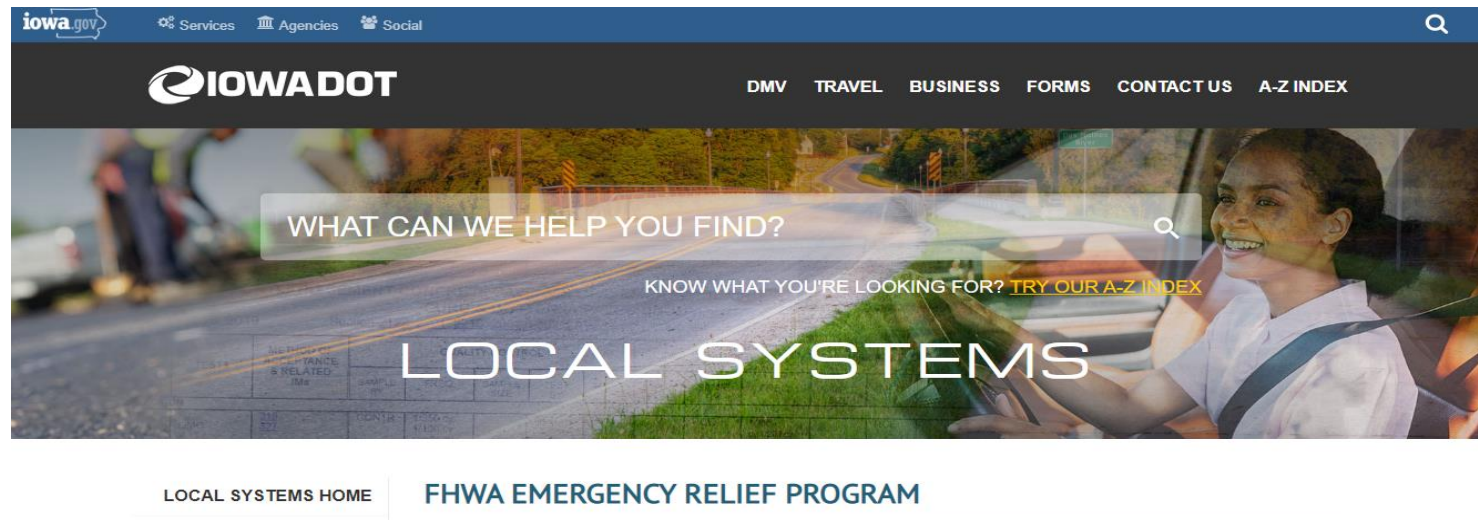 iowa.gov
Services Agencies Social
IOWADOT
DMV TRAVEL BUSINESS FORMS CONTACT US A-Z INDEX
WHAT CAN WE HELP YOU FIND?
KNOW WHAT YOU'RE LOOKING FOR? TRY OUR A-Z INDEX
LOCAL SYSTEMS
LOCAL SYSTEMS HOME
FHWA EMERGENCY RELIEF PROGRAM